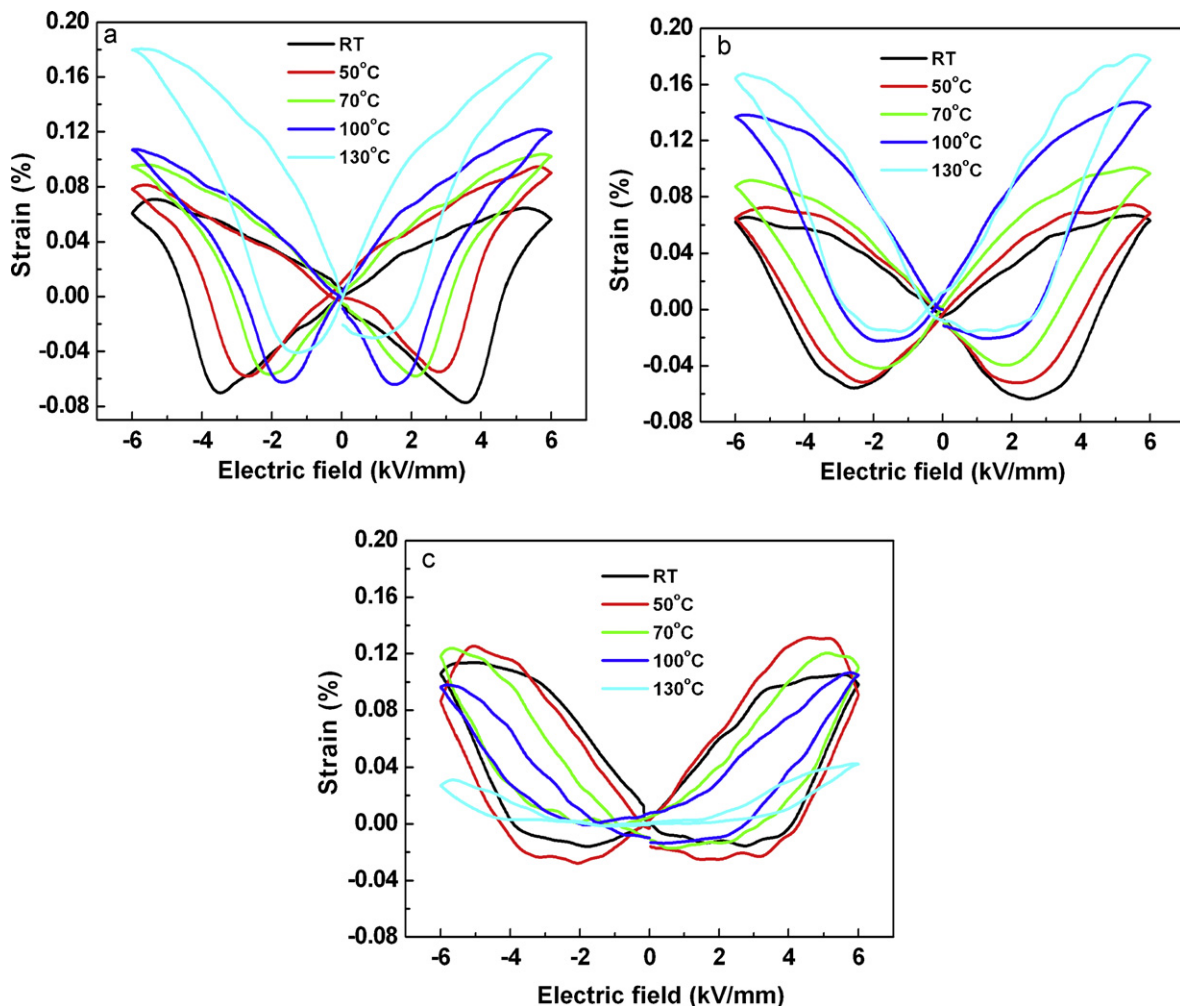 a
0.20
0.16
0.12
0.08
0.04
0.00
-0.04
-0.08
Strain (%)
RT
50°C
70°C
100°C
130°C
-6 -4 -2 0 2 4 6
Electric field (kV/mm)
b
0.20
0.16
0.12
0.08
0.04
0.00
-0.04
-0.08
Strain (%)
RT
50°C
70°C
100°C
130°C
-6 -4 -2 0 2 4 6
Electric field (kV/mm)
c
0.20
0.16
0.12
0.08
0.04
0.00
-0.04
-0.08
Strain (%)
RT
50°C
70°C
100°C
130°C
-6 -4 -2 0 2 4 6
Electric field (kV/mm)